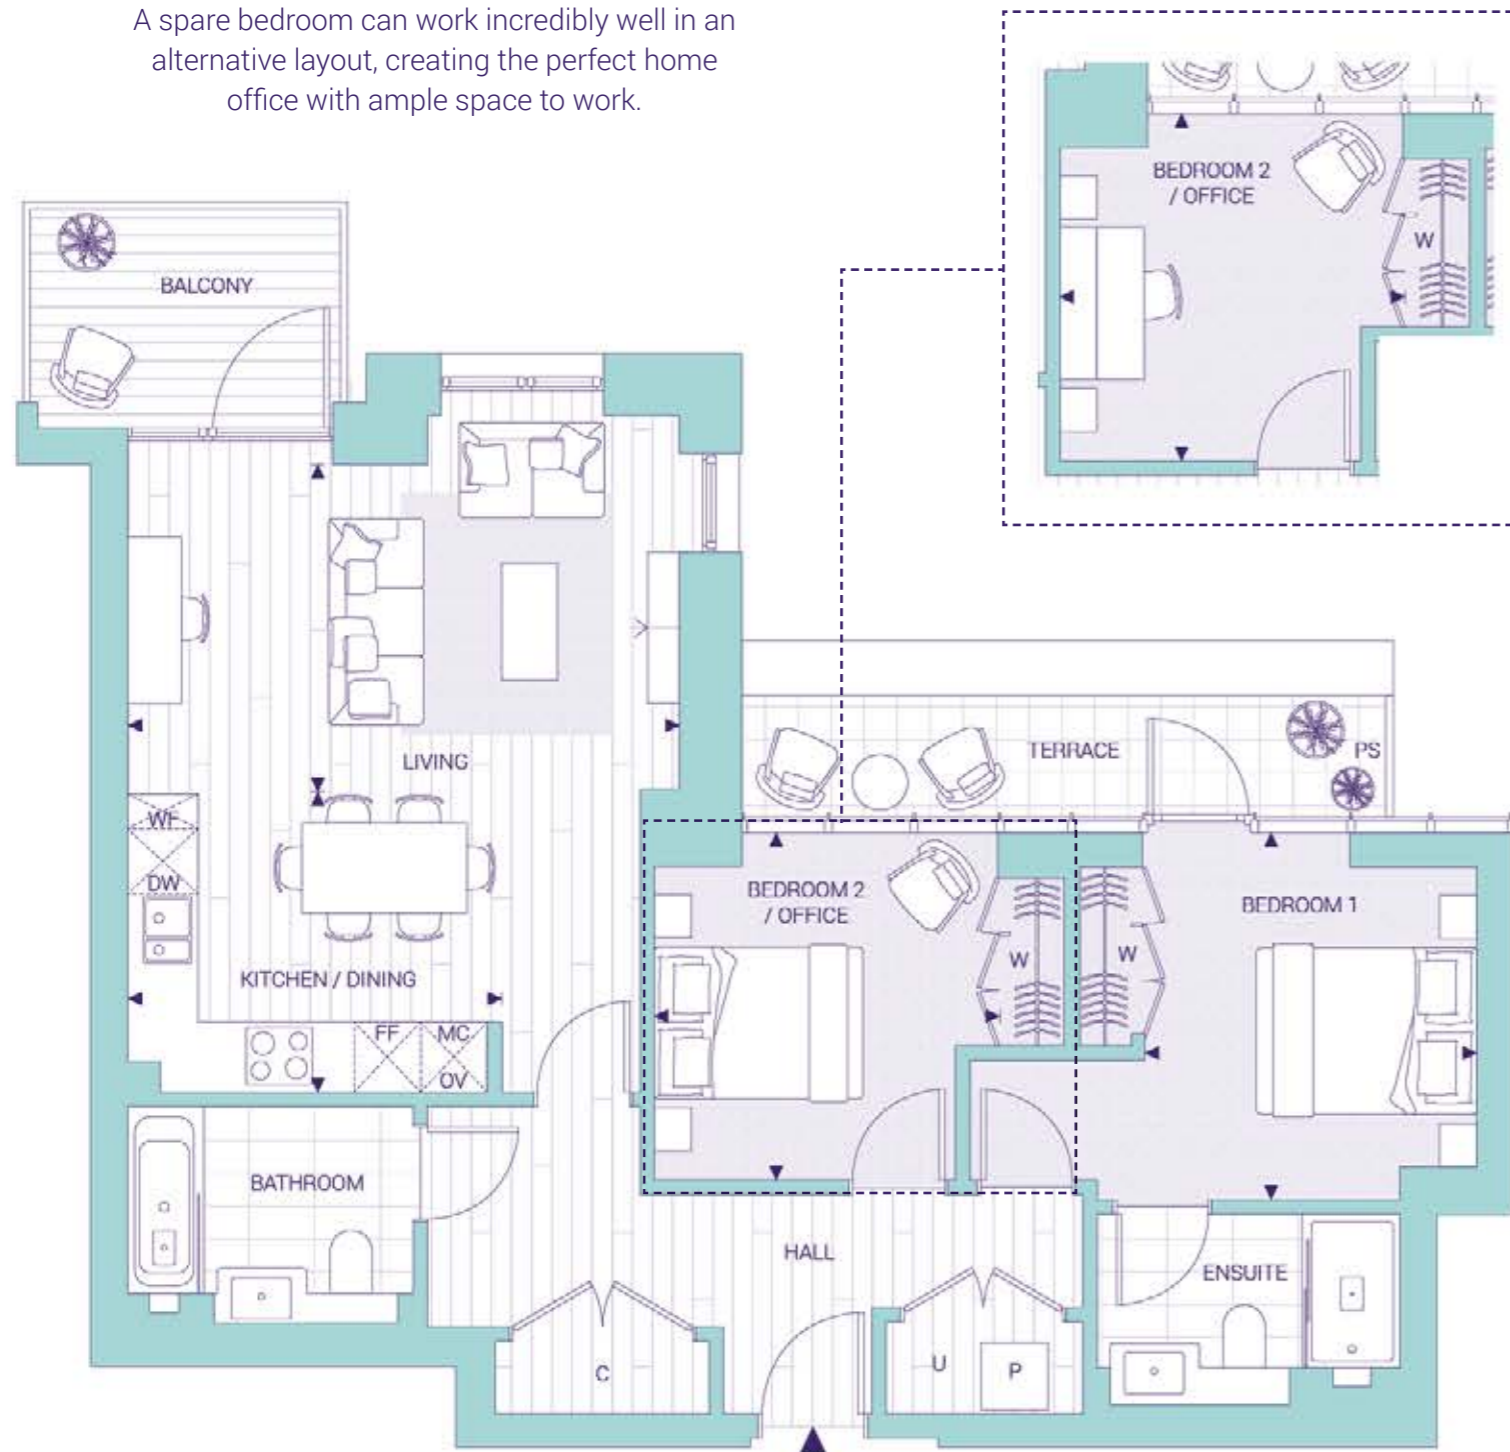 A spare bedroom can work incredibly well in an
alternative layout, creating the perfect home
office with ample space to work.
BEDROOM 2
/ OFFICE
W
BALCONY
LIVING
TERRACE
PS
WF
DW
BEDROOM 2
/ OFFICE
W
W
BEDROOM 1
KITCHEN / DINING
FF
MC
OV
BATHROOM
HALL
ENSUITE
C
U
P